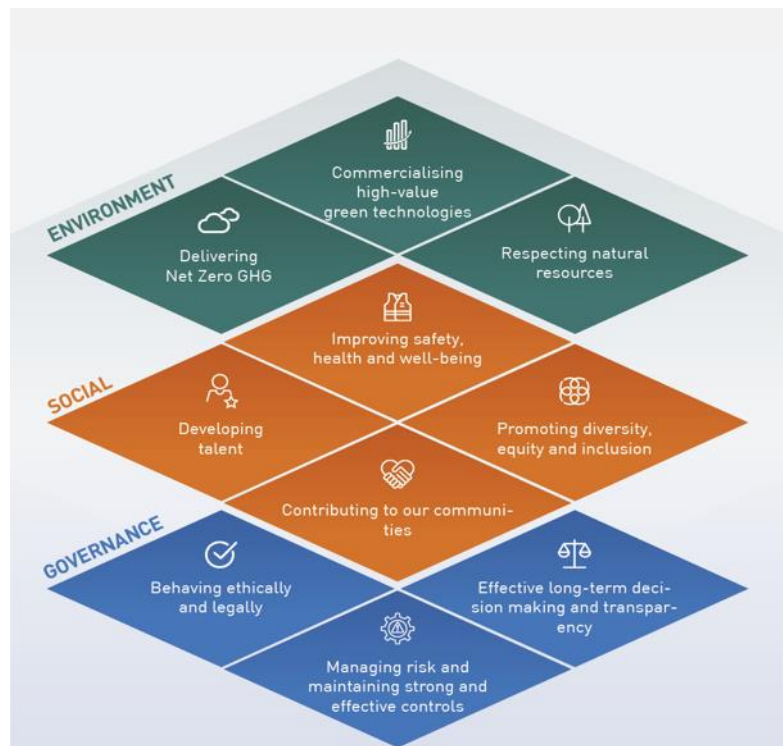 ENVIRONMENT
Commercialising
high-value
green technologies
Delivering
Net Zero GHG
Respecting natural
resources
SOCIAL
Improving safety,
health and well-being
Developing
talent
Promoting diversity,
equity and inclusion
Contributing to our communi-
ties
GOVERNANCE
Behaving ethically
and legally
Effective long-term deci-
sion making and transpar-
ency
Managing risk and
maintaining strong and
effective controls